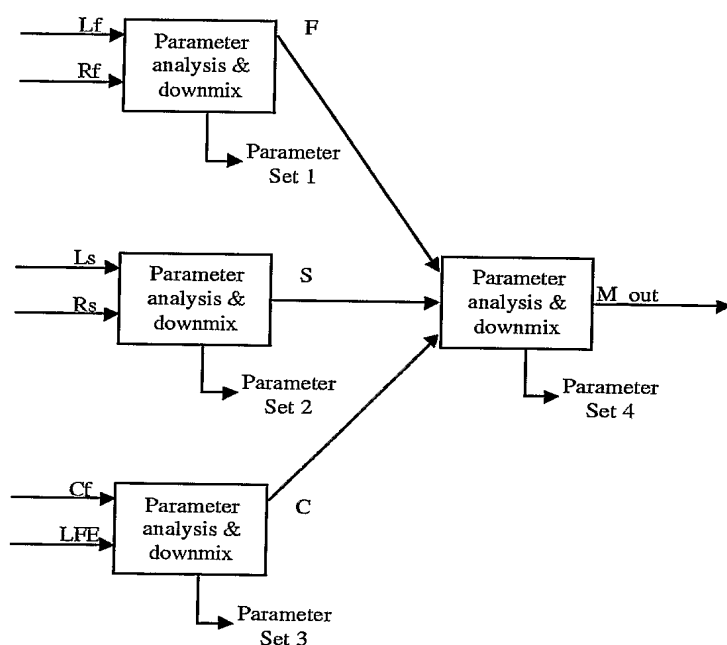 Lf
F
Parameter
analysis &
downmix
Rf
Parameter
Set 1
Ls
Parameter
analysis &
downmix
S
Rs
Parameter
Set 2
Parameter
analysis &
downmix
M_out
Parameter
Set 4
Cf
Parameter
analysis &
downmix
C
LFE
Parameter
Set 3